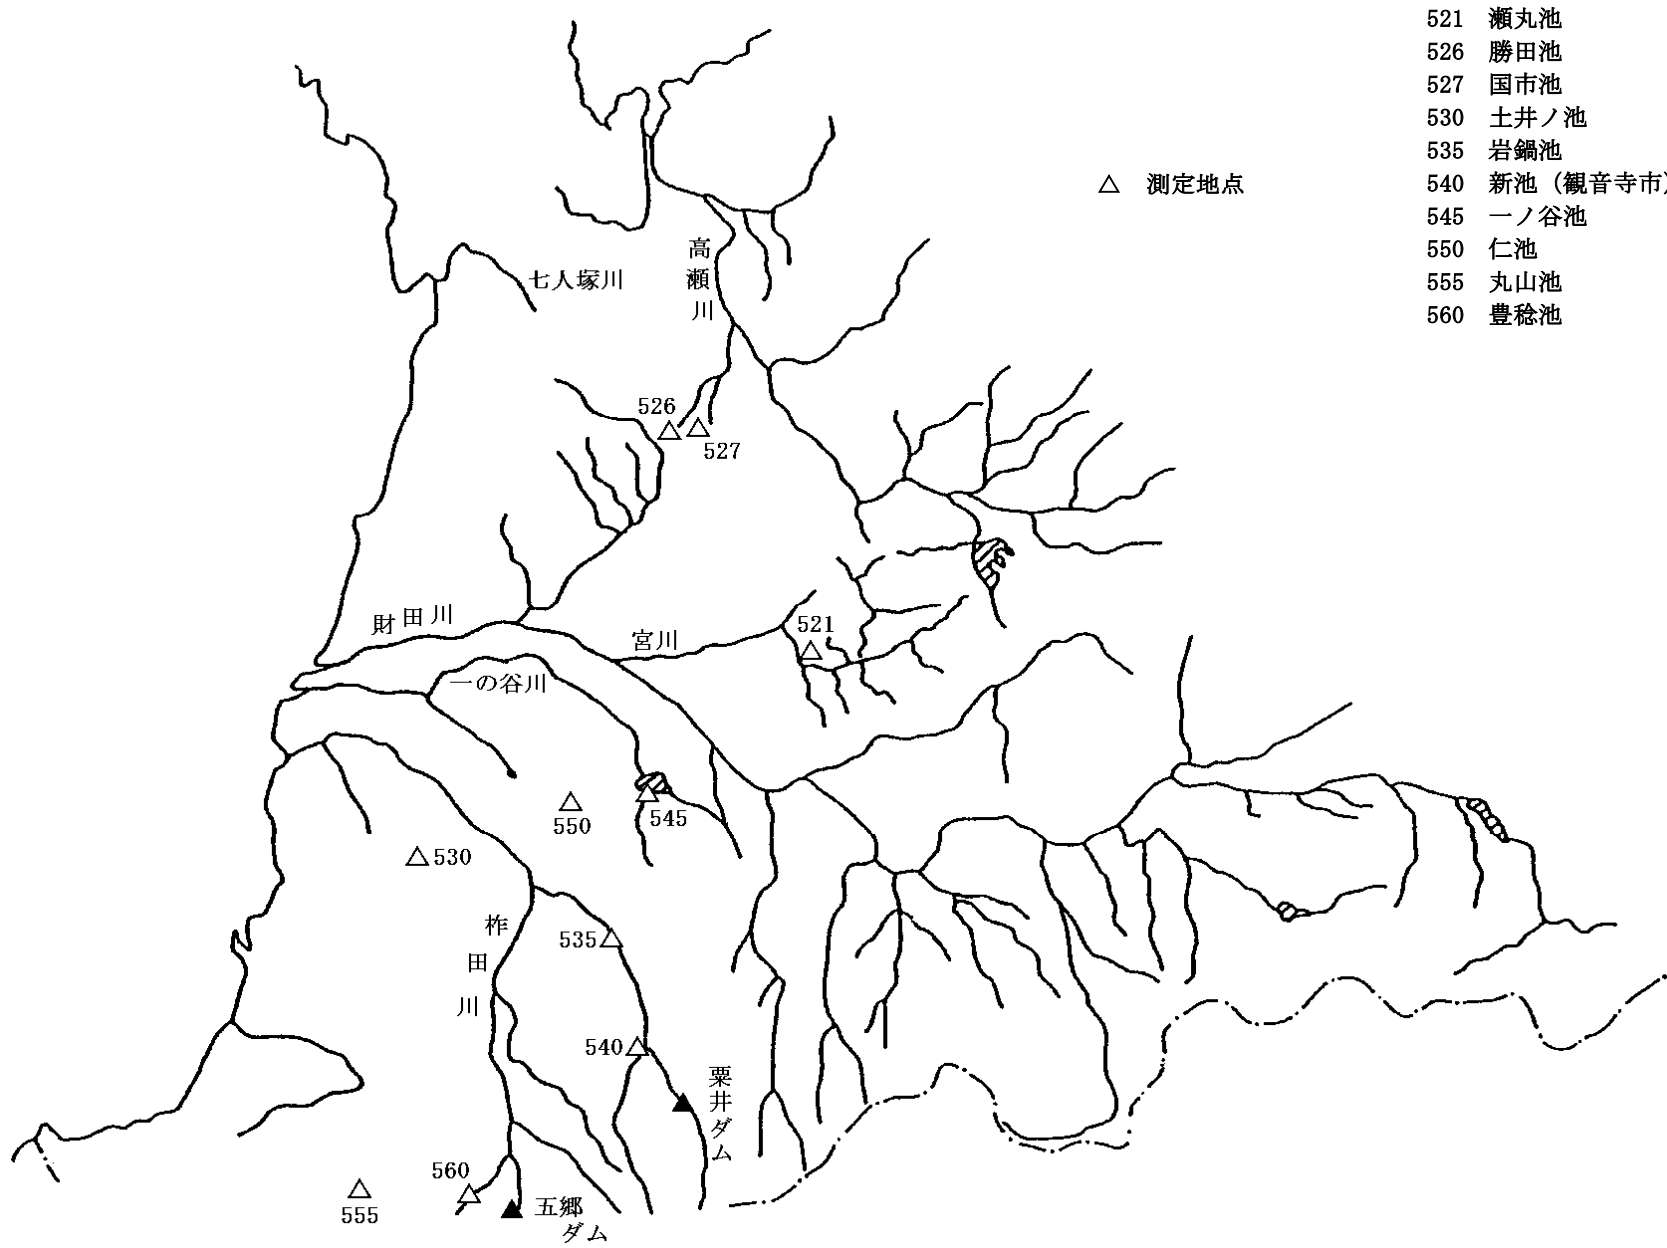 521 瀬丸池
526 勝田池
527 国市池
530 土井ノ池
535 岩鍋池
540 新池（観音寺市）
545 一ノ谷池
550 仁池
555 丸山池
560 豊稔池
△ 測定地点
七人塚川
高瀬川
526
527
財田川
宮川
521
一の谷川
550
545
530
柞田川
535
540
粟井ダム
560
555
五郷ダム